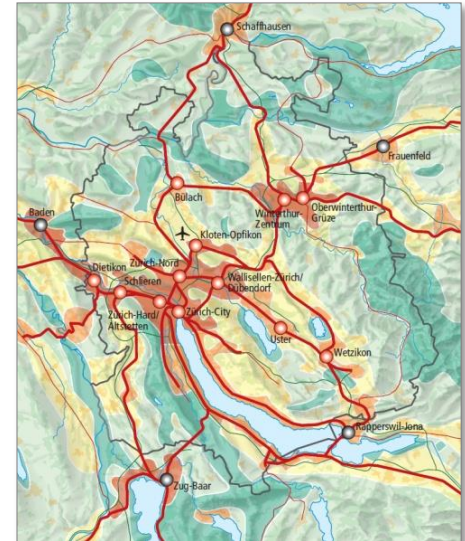 Schaffhausen
Frauenfeld
Bülach
Winterthur-
Zentrum
Oberwinterthur-
Grüze
Baden
Kloten-Opfikon
Zürich-Nord
Dietikon
Schlieren
Wallisellen-Zürich/
Dübendorf
Zürich-Hard/
Altstetten
Zürich-City
Uster
Wetzikon
Rapperswil-Jona
Zug-Baar